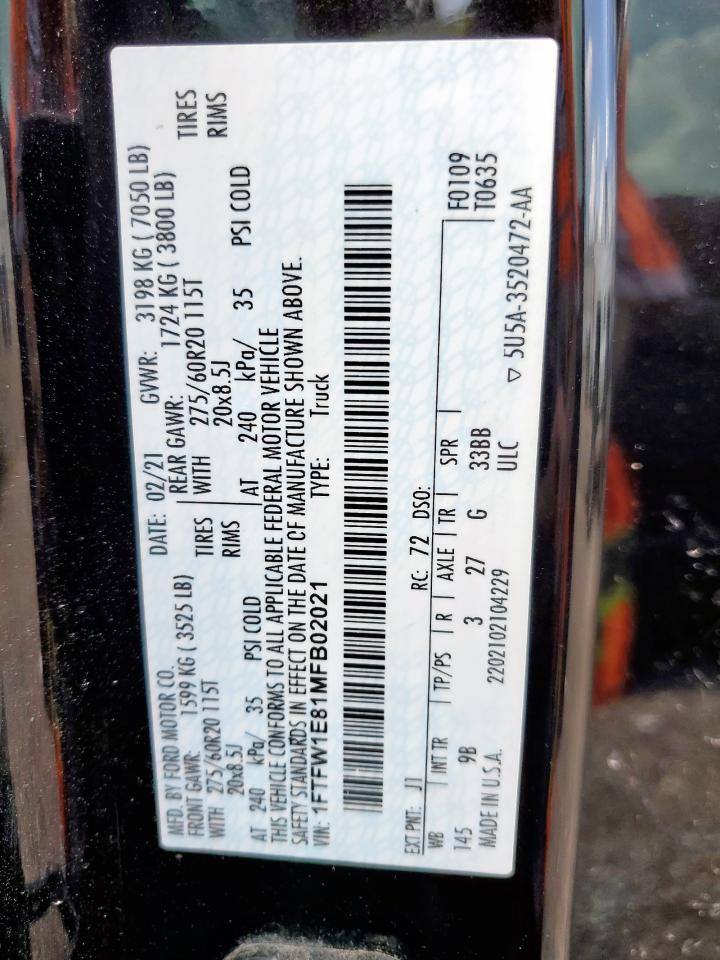 MFD. BY FORD MOTOR CO.
DATE: 02/21 GVWR: 3198 KG ( 7050 LB)
FRONT GAWR: 1599 KG ( 3525 LB) REAR GAWR: 1724 KG ( 3800 LB)
WITH 275/60R20 115T TIRES WITH 275/60R20 115T TIRES
20x8.5J RIMS 20x8.5J RIMS
AT 240 kPa/ 35 PSI COLD AT 240 kPa/ 35 PSI COLD
THIS VEHICLE CONFORMS TO ALL APPLICABLE FEDERAL MOTOR VEHICLE
SAFETY STANDARDS IN EFFECT ON THE DATE OF MANUFACTURE SHOWN ABOVE.
VIN: 1FTFW1E81MFB02021 TYPE: Truck
F0109
T0635
EXT PNT: J1 RC: 72 DSO:
WB INT TR TP/PS R AXLE TR SPR
145 9B 3 27 G 33BB
MADE IN U.S.A. 2202102104229 ULC
▽ 5U5A-3520472-AA